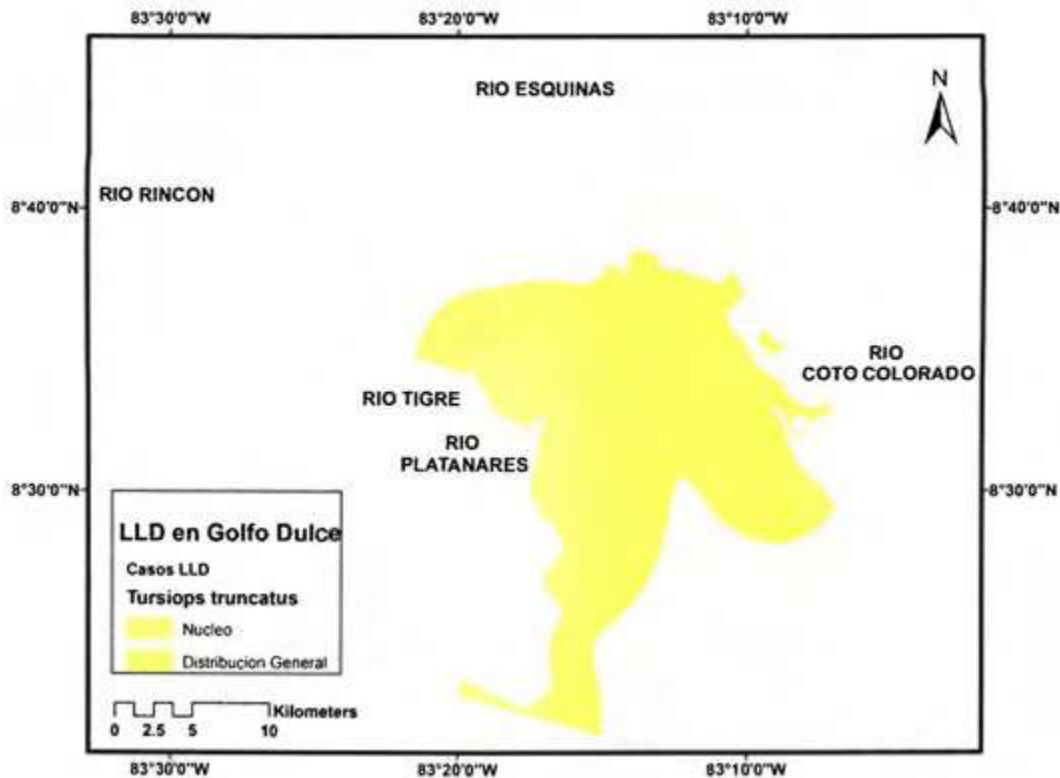 83°30'0"W 83°20'0"W 83°10'0"W
N
RIO ESQUINAS
RIO RINCON
8°40'0"N 8°40'0"N
RIO
COTO COLORADO
RIO TIGRE
RIO
PLATANARES
8°30'0"N 8°30'0"N
LLD en Golfo Dulce
Casos LLD
Tursiops truncatus
Nucleo
Distribucion General
Kilometers
0 2.5 5 10
83°30'0"W 83°20'0"W 83°10'0"W